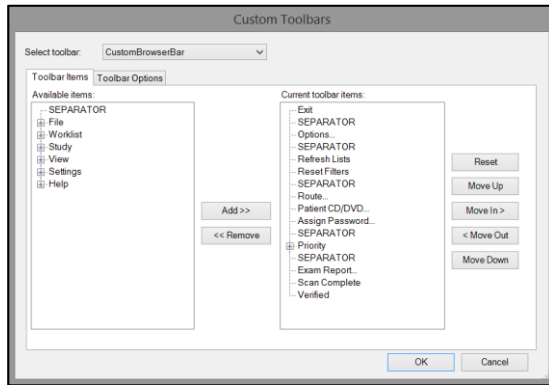 Custom Toolbars
Select toolbar:
CustomBrowserBar
Toolbar Items
Toolbar Options
Available items:
SEPARATOR
File
Worklist
Study
View
Settings
Help
Add >>
<< Remove
Current toolbar items:
Exit
SEPARATOR
Options...
SEPARATOR
Refresh Lists
Reset Filters
SEPARATOR
Route...
Patient CD/DVD...
Assign Password...
SEPARATOR
Priority
SEPARATOR
Exam Report...
Scan Complete
Verified
Reset
Move Up
Move In >
< Move Out
Move Down
OK
Cancel